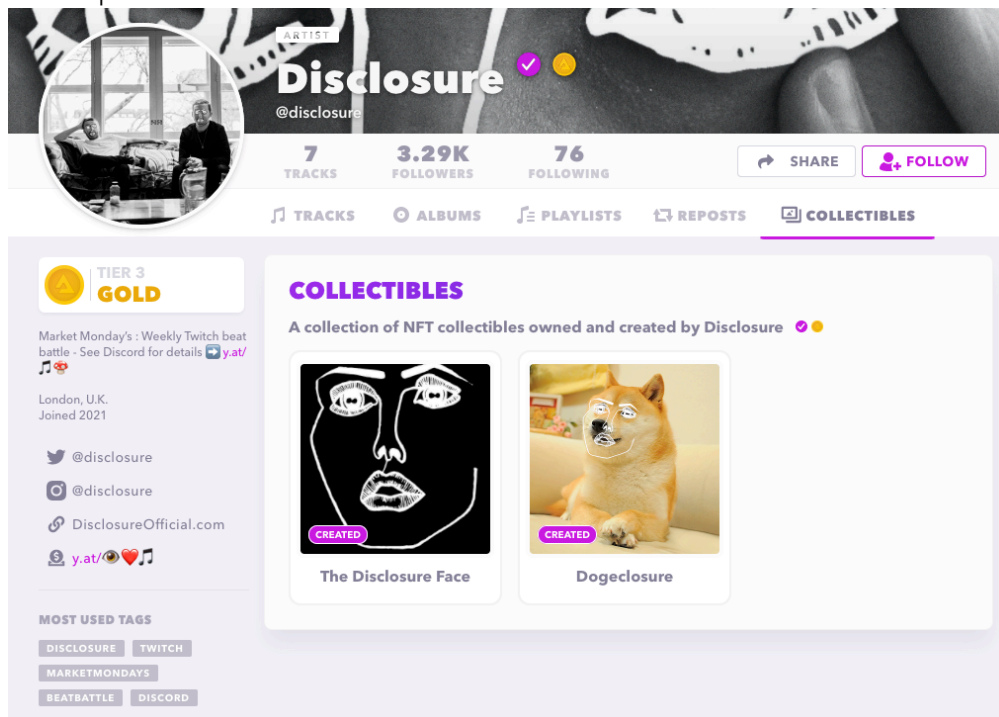 ARTIST
Disclosure
@disclosure
7
TRACKS
3.29K
FOLLOWERS
76
FOLLOWING
SHARE
FOLLOW
TRACKS
ALBUMS
PLAYLISTS
REPOSTS
COLLECTIBLES
TIER 3
GOLD
Market Monday's : Weekly Twitch beat
battle - See Discord for details ➡️ y.at/
🎵🍄
London, U.K.
Joined 2021
@disclosure
@disclosure
DisclosureOfficial.com
y.at/👁️❤️🎵
MOST USED TAGS
DISCLOSURE TWITCH
MARKETMONDAYS
BEATBATTLE DISCORD
COLLECTIBLES
A collection of NFT collectibles owned and created by Disclosure
CREATED
The Disclosure Face
CREATED
Dogeclosure